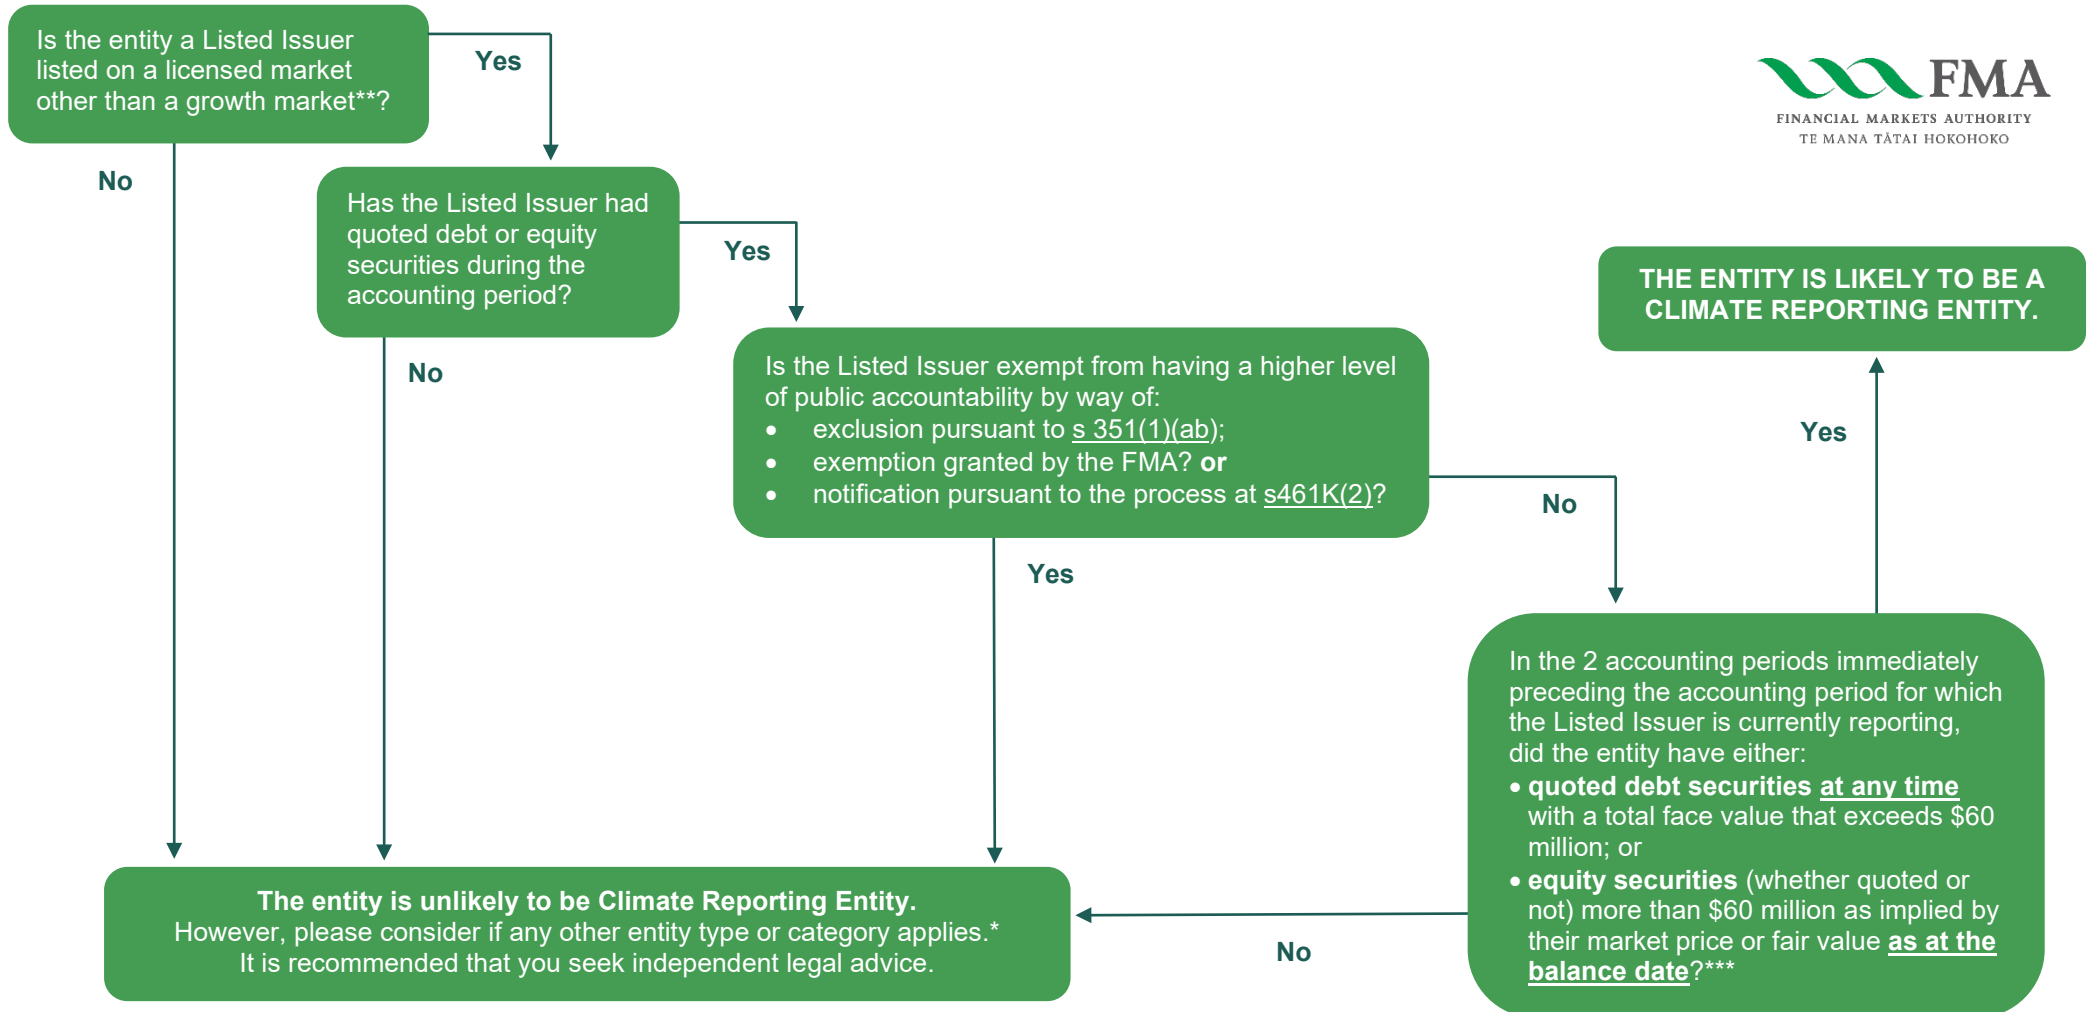 Is the entity a Listed Issuer
listed on a licensed market
other than a growth market**?
Yes
No
FMA
FINANCIAL MARKETS AUTHORITY
TE MANA TĀTAI HOKOHOKO
Has the Listed Issuer had
quoted debt or equity
securities during the
accounting period?
Yes
No
Is the Listed Issuer exempt from having a higher level
of public accountability by way of:
• exclusion pursuant to s 351(1)(ab);
• exemption granted by the FMA? or
• notification pursuant to the process at s461K(2)?
No
Yes
THE ENTITY IS LIKELY TO BE A
CLIMATE REPORTING ENTITY.
Yes
In the 2 accounting periods immediately
preceding the accounting period for which
the Listed Issuer is currently reporting,
did the entity have either:
• quoted debt securities at any time
with a total face value that exceeds $60
million; or
• equity securities (whether quoted or
not) more than $60 million as implied by
their market price or fair value as at the
balance date?***
No
The entity is unlikely to be Climate Reporting Entity.
However, please consider if any other entity type or category applies.*
It is recommended that you seek independent legal advice.